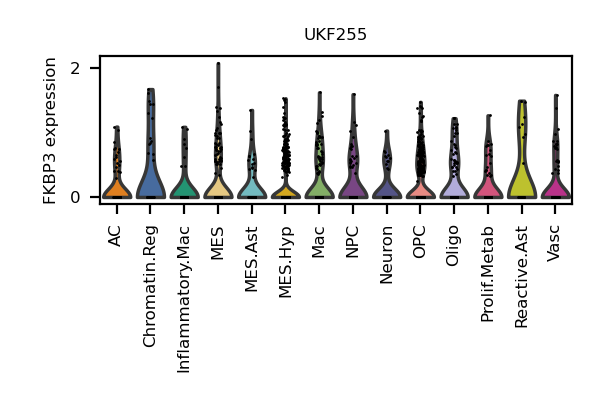 UKF255
FKBP3 expression
2
0
AC
Chromatin.Reg
Inflammatory.Mac
MES
MES.Ast
MES.Hyp
Mac
NPC
Neuron
OPC
Oligo
Prolif.Metab
Reactive.Ast
Vasc